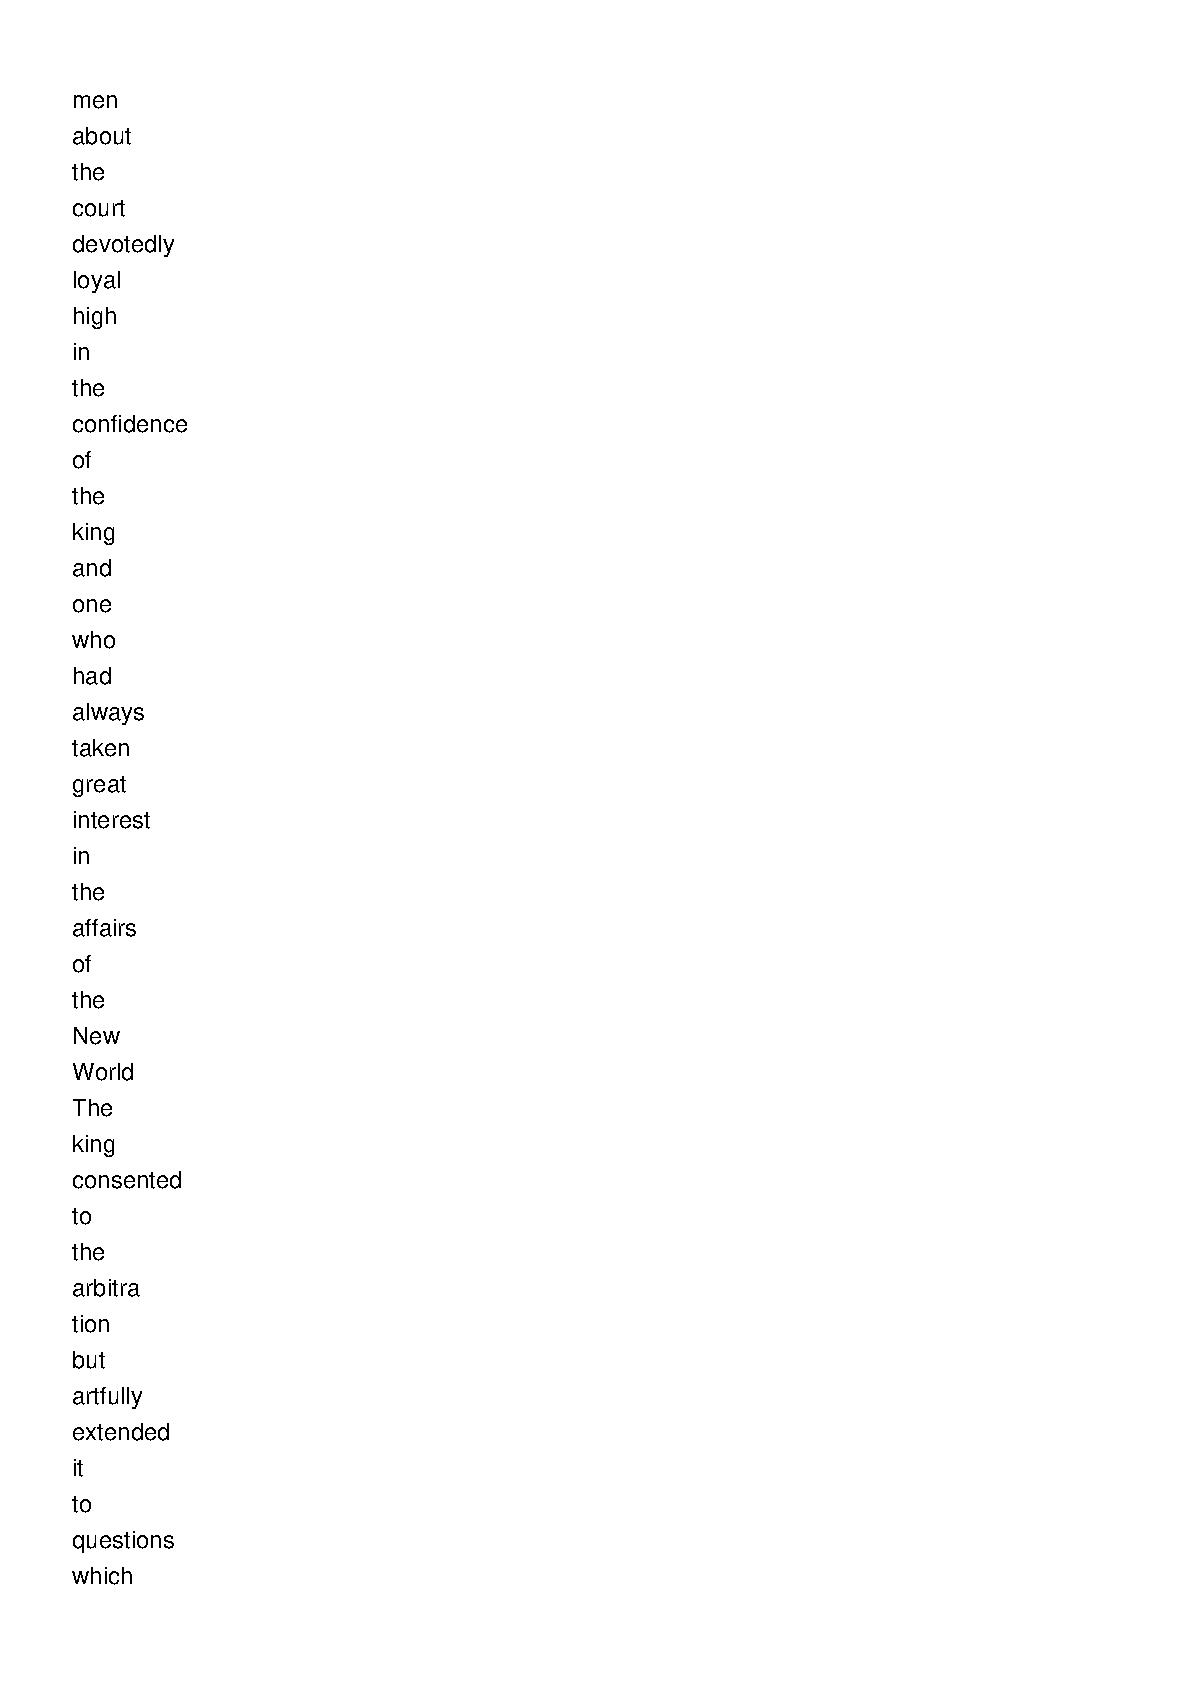 men
about
the
court
devotedly
loyal
high
in
the
confidence
of
the
king
and
one
who
had
always
taken
great
interest
in
the
affairs
of
the
New
World
The
king
consented
to
the
arbitra
tion
but
artfully
extended
it
to
questions
which